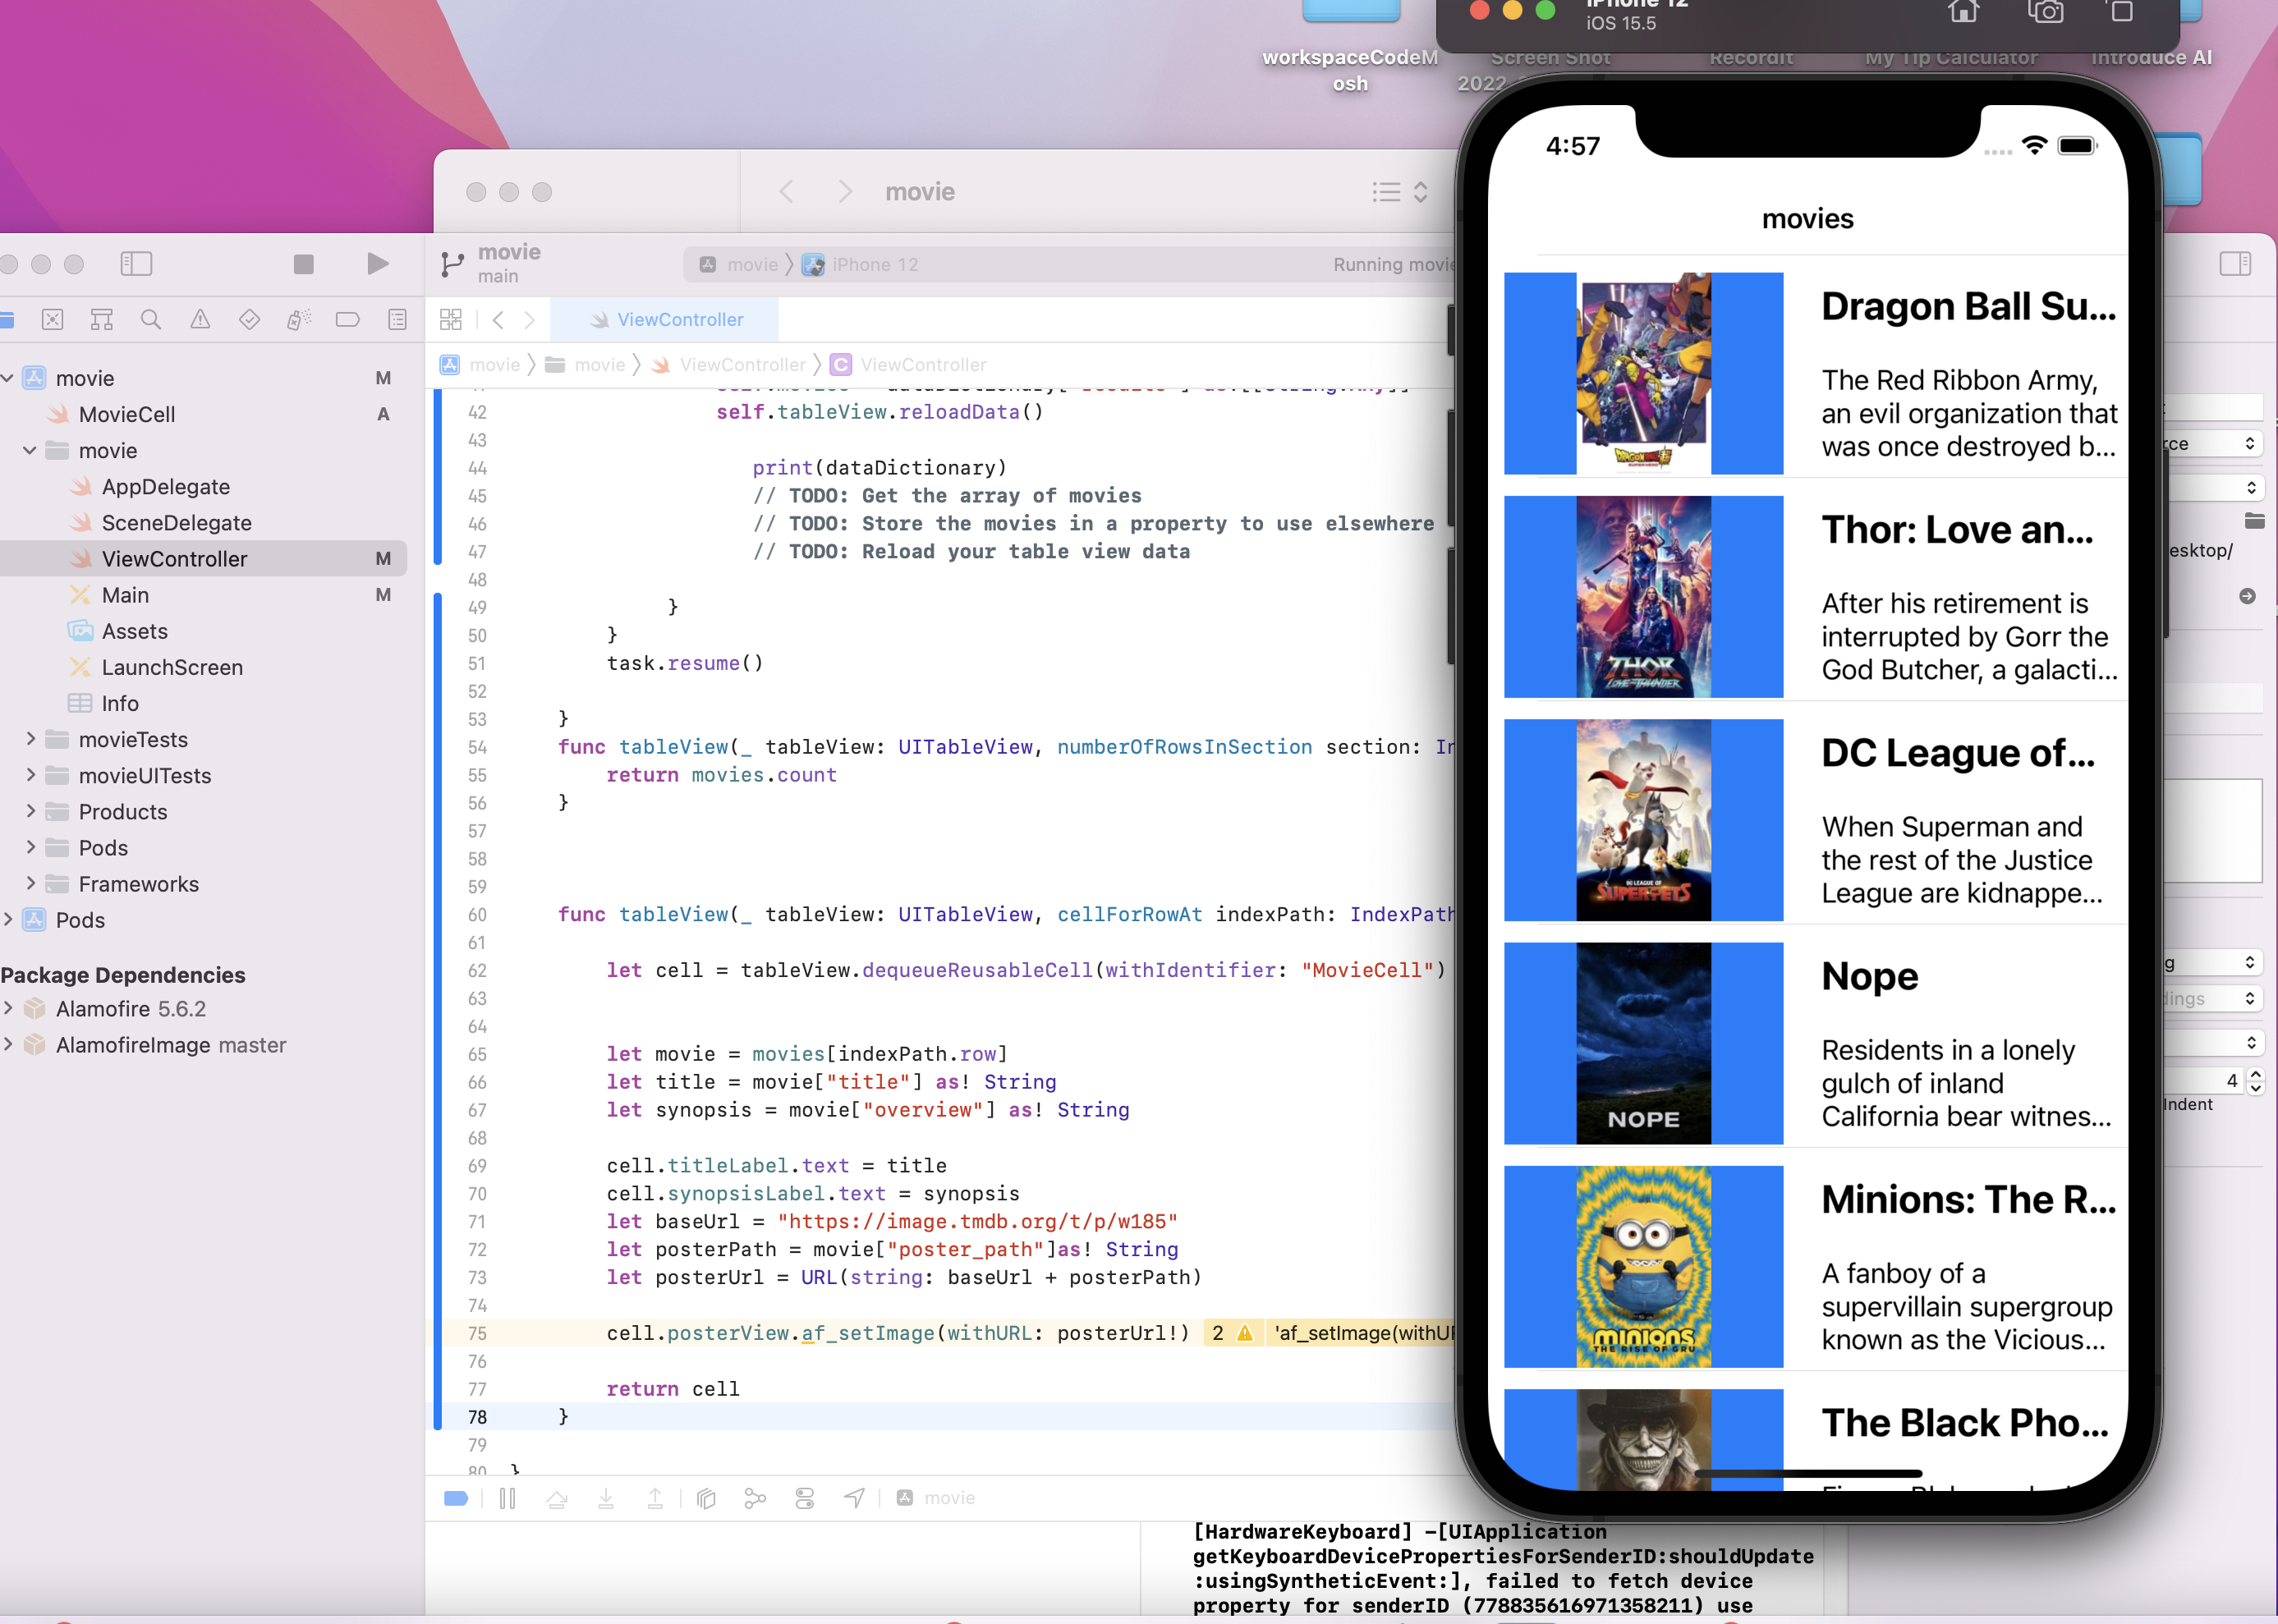 iPhone 12
iOS 15.5
workspaceCodeM
osh
Screen Shot
2022-
RecordIt
My Tip Calculator
Introduce AI
movie
movie
main
movie
iPhone 12
Running movie
ViewController
movie
movie
ViewController
C
ViewController
movie
M
MovieCell
A
movie
AppDelegate
SceneDelegate
ViewController
M
Main
M
Assets
LaunchScreen
Info
movieTests
movieUITests
Products
Pods
Frameworks
Pods
Package Dependencies
Alamofire 5.6.2
AlamofireImage master
42 self.tableView.reloadData()
43
44 print(dataDictionary)
45 // TODO: Get the array of movies
46 // TODO: Store the movies in a property to use elsewhere
47 // TODO: Reload your table view data
48
49 }
50 }
51 task.resume()
52
53 }
54 func tableView(_ tableView: UITableView, numberOfRowsInSection section: In
55 return movies.count
56 }
57
58
59
60 func tableView(_ tableView: UITableView, cellForRowAt indexPath: IndexPath
61
62 let cell = tableView.dequeueReusableCell(withIdentifier: "MovieCell")
63
64
65 let movie = movies[indexPath.row]
66 let title = movie["title"] as! String
67 let synopsis = movie["overview"] as! String
68
69 cell.titleLabel.text = title
70 cell.synopsisLabel.text = synopsis
71 let baseUrl = "https://image.tmdb.org/t/p/w185"
72 let posterPath = movie["poster_path"]as! String
73 let posterUrl = URL(string: baseUrl + posterPath)
74
75 cell.posterView.af_setImage(withURL: posterUrl!) 2 'af_setImage(withUR
76
77 return cell
78 }
79
80 }
movie
[HardwareKeyboard] -[UIApplication
getKeyboardDevicePropertiesForSenderID:shouldUpdate
:usingSyntheticEvent:], failed to fetch device
property for senderID (778835616971358211) use
4:57
movies
Dragon Ball Su...
The Red Ribbon Army,
an evil organization that
was once destroyed b...
DRAGONBALL
SUPER HERO
Thor: Love an...
After his retirement is
interrupted by Gorr the
God Butcher, a galacti...
THOR
LOVE AND THUNDER
DC League of...
When Superman and
the rest of the Justice
League are kidnappe...
DC LEAGUE OF
SUPER-PETS
Nope
Residents in a lonely
gulch of inland
California bear witnes...
NOPE
Minions: The R...
A fanboy of a
supervillain supergroup
known as the Vicious...
MINIONS
THE RISE OF GRU
The Black Pho...
rce
esktop/
g
dings
4
Indent